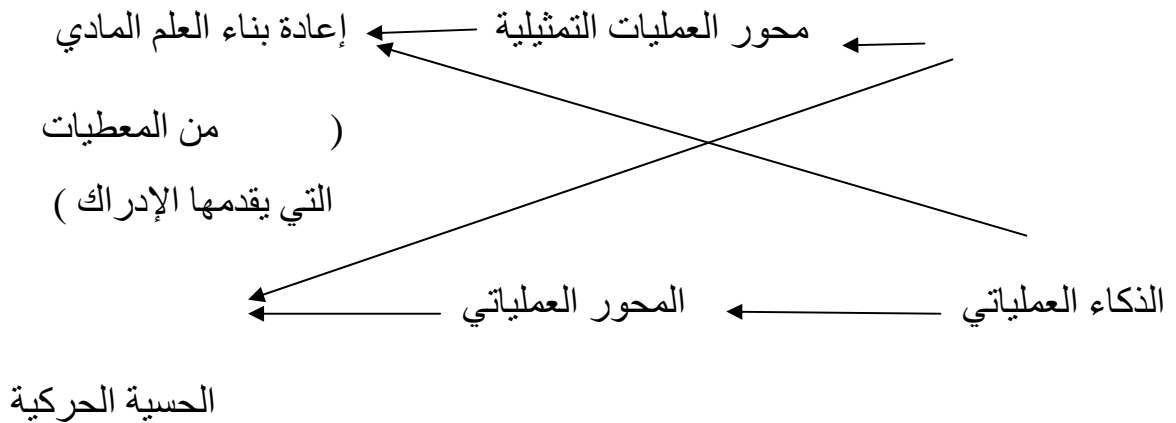 محور العمليات التمثيلية إعادة بناء العلم المادي
( من المعطيات
التي يقدمها الإدراك )
الذكاء العملياتي المحور العملياتي
الحسية الحركية